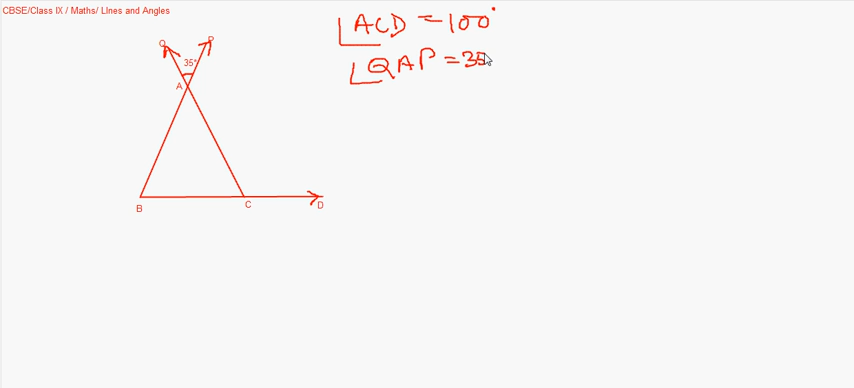 CBSE/Class IX / Maths/ Lines and Angles
∠ACD = 100°
∠QAP = 35
Q
P
35°
A
B
C
D